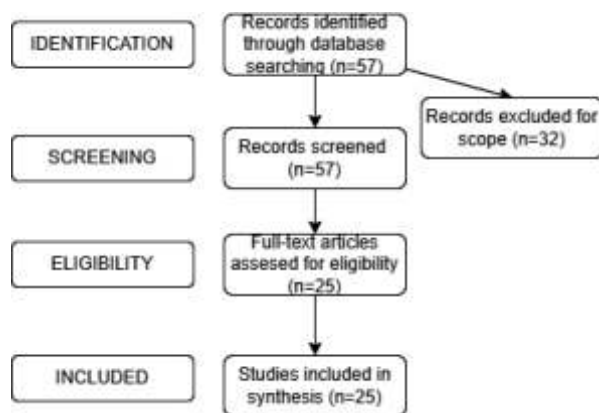 IDENTIFICATION
Records identified
through database
searching (n=57)
Records excluded for
scope (n=32)
SCREENING
Records screened
(n=57)
ELIGIBILITY
Full-text articles
assesed for eligibility
(n=25)
INCLUDED
Studies included in
synthesis (n=25)